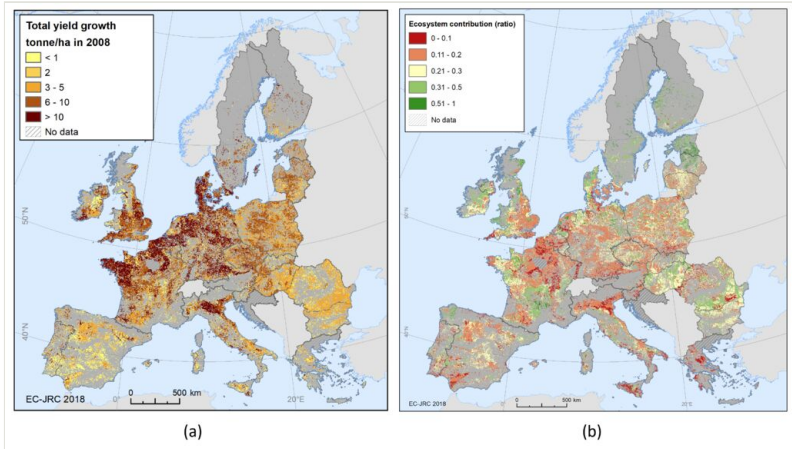 Total yield growth
tonne/ha in 2008
< 1
2
3 - 5
6 - 10
> 10
No data
50°N
40°N
0°
20°E
0 500 km
EC-JRC 2018
(a)
Ecosystem contribution (ratio)
0 - 0.1
0.11 - 0.2
0.21 - 0.3
0.31 - 0.5
0.51 - 1
No data
0 500 km
EC-JRC 2018
(b)